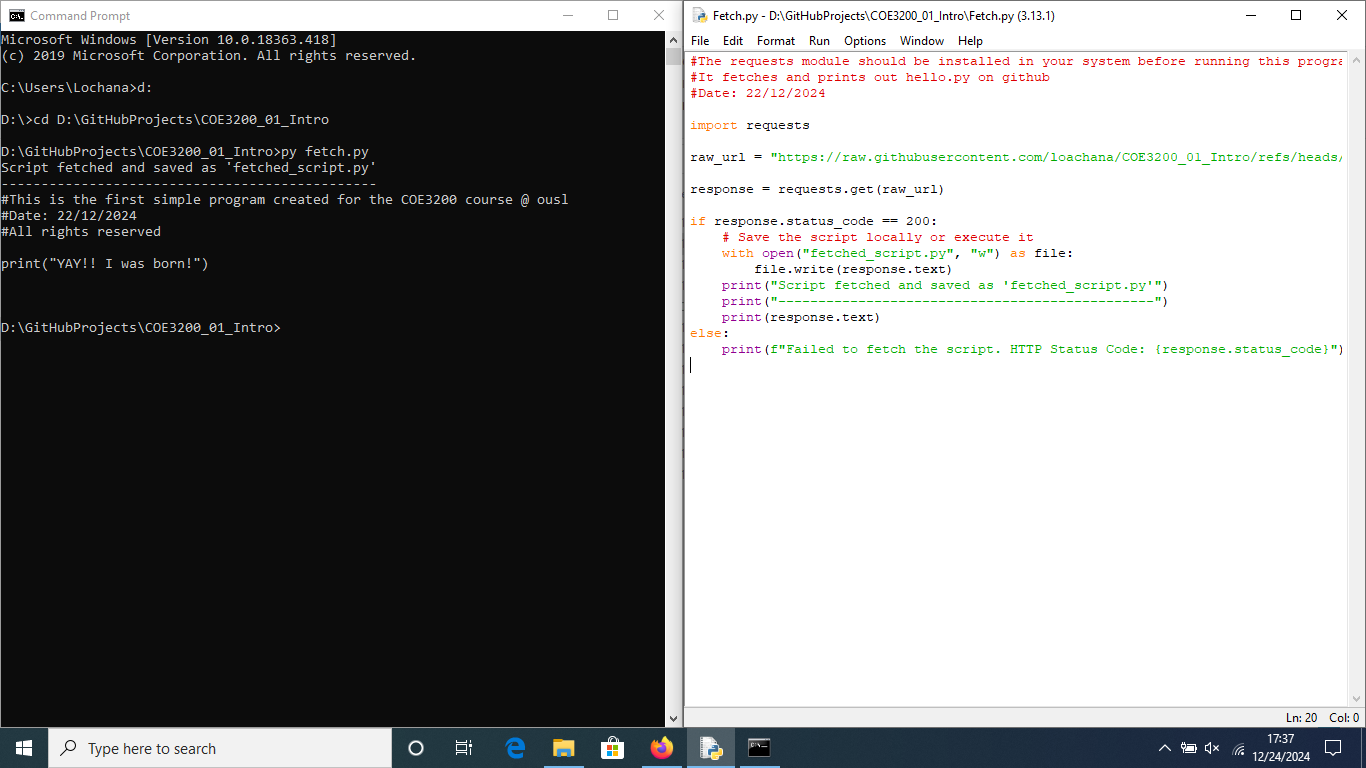 Command Prompt
Microsoft Windows [Version 10.0.18363.418]
(c) 2019 Microsoft Corporation. All rights reserved.
C:\Users\Lochana>d:
D:\>cd D:\GitHubProjects\COE3200_01_Intro
D:\GitHubProjects\COE3200_01_Intro>py fetch.py
Script fetched and saved as 'fetched_script.py'
-----------------------------------------------
#This is the first simple program created for the COE3200 course @ ousl
#Date: 22/12/2024
#All rights reserved
print("YAY!! I was born!")
D:\GitHubProjects\COE3200_01_Intro>
Fetch.py - D:\GitHubProjects\COE3200_01_Intro\Fetch.py (3.13.1)
File Edit Format Run Options Window Help
#The requests module should be installed in your system before running this progra
#It fetches and prints out hello.py on github
#Date: 22/12/2024
import requests
raw_url = "https://raw.githubusercontent.com/loachana/COE3200_01_Intro/refs/heads/
response = requests.get(raw_url)
if response.status_code == 200:
    # Save the script locally or execute it
    with open("fetched_script.py", "w") as file:
        file.write(response.text)
    print("Script fetched and saved as 'fetched_script.py'")
    print("-----------------------------------------------")
    print(response.text)
else:
    print(f"Failed to fetch the script. HTTP Status Code: {response.status_code}")
Ln: 20 Col: 0
Type here to search
17:37
12/24/2024